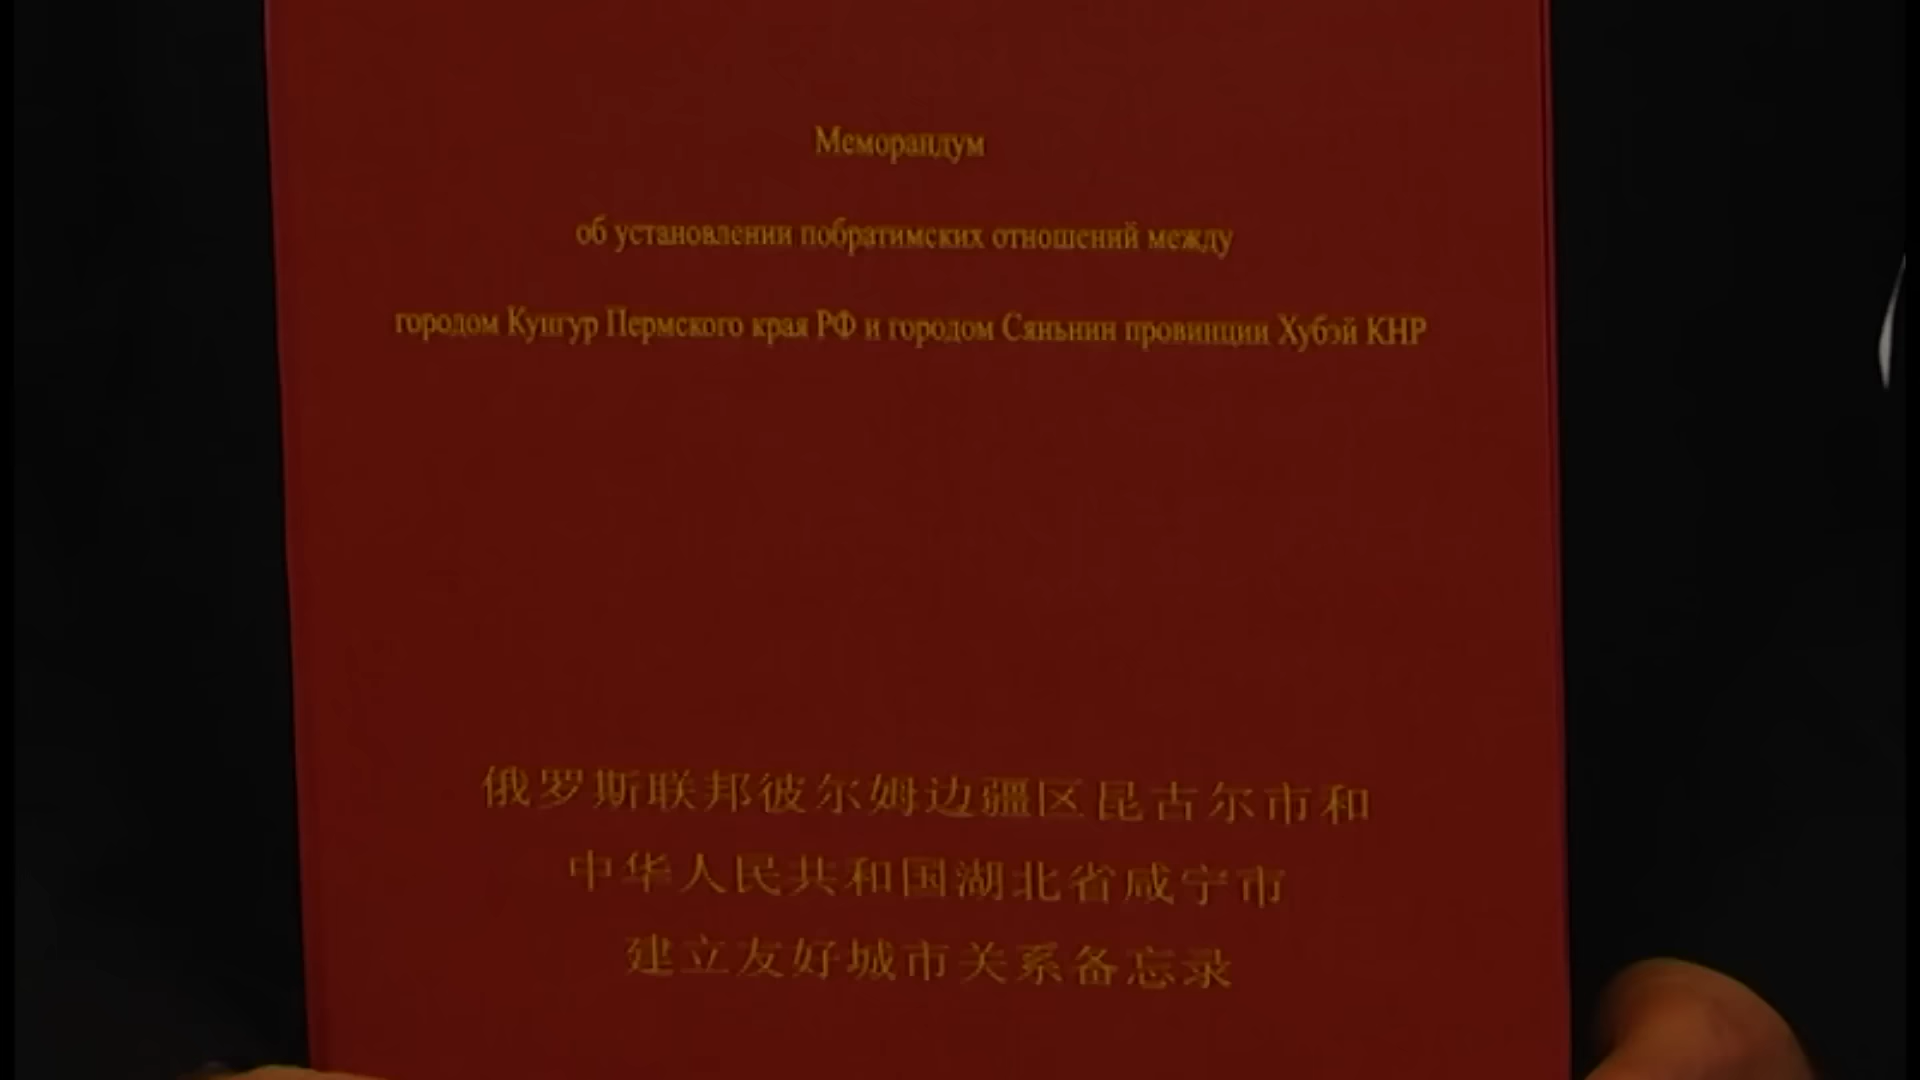 Меморандум
об установлении побратимских отношений между
городом Кунгур Пермского края РФ и городом Сяньнин провинции Хубэй КНР
俄罗斯联邦彼尔姆边疆区昆古尔市和
中华人民共和国湖北省咸宁市
建立友好城市关系备忘录